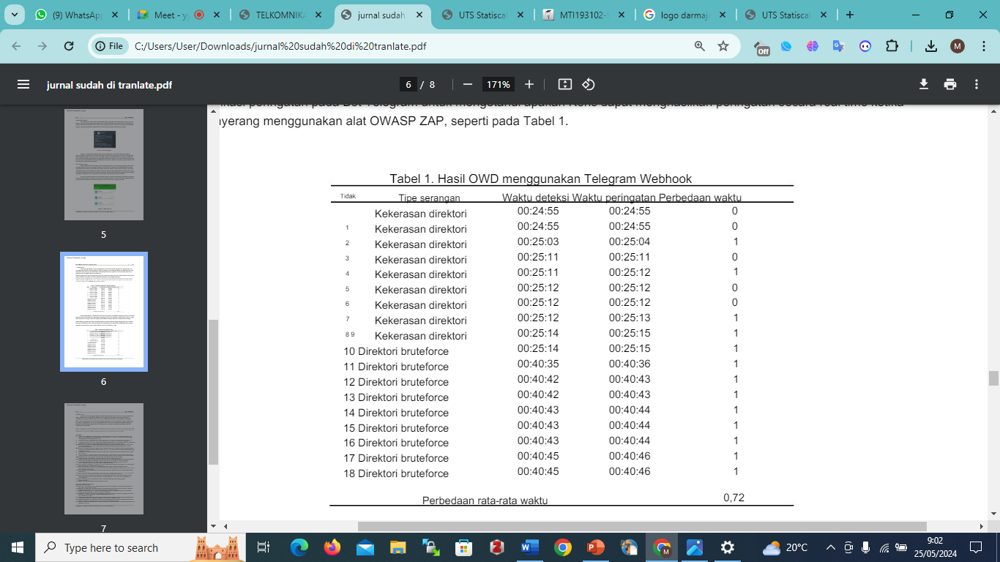 (9) WhatsAp
Meet - yy
TELKOMNIKA
jurnal sudah
UTS Statiscal
MTI193102-S
logo darmaja
UTS Statiscal
File
C:/Users/User/Downloads/jurnal%20sudah%20di%20tranlate.pdf
Off
M
jurnal sudah di tranlate.pdf
6 / 8
171%
nyerang menggunakan alat OWASP ZAP, seperti pada Tabel 1.
Tabel 1. Hasil OWD menggunakan Telegram Webhook
Tidak Tipe serangan Waktu deteksi Waktu peringatan Perbedaan waktu
Kekerasan direktori 00:24:55 00:24:55 0
1 Kekerasan direktori 00:24:55 00:24:55 0
2 Kekerasan direktori 00:25:03 00:25:04 1
3 Kekerasan direktori 00:25:11 00:25:11 0
4 Kekerasan direktori 00:25:11 00:25:12 1
5 Kekerasan direktori 00:25:12 00:25:12 0
6 Kekerasan direktori 00:25:12 00:25:12 0
7 Kekerasan direktori 00:25:12 00:25:13 1
8 9 Kekerasan direktori 00:25:14 00:25:15 1
10 Direktori bruteforce 00:25:14 00:25:15 1
11 Direktori bruteforce 00:40:35 00:40:36 1
12 Direktori bruteforce 00:40:42 00:40:43 1
13 Direktori bruteforce 00:40:42 00:40:43 1
14 Direktori bruteforce 00:40:43 00:40:44 1
15 Direktori bruteforce 00:40:43 00:40:44 1
16 Direktori bruteforce 00:40:43 00:40:44 1
17 Direktori bruteforce 00:40:45 00:40:46 1
18 Direktori bruteforce 00:40:45 00:40:46 1
Perbedaan rata-rata waktu 0,72
5
6
7
Type here to search
20°C
9:02
25/05/2024